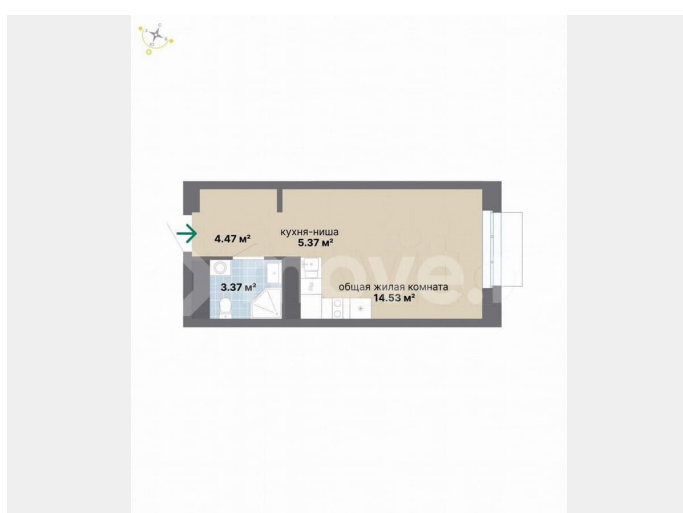 4.47 м²
кухня-ниша
5.37 м²
3.37 м²
общая жилая комната
14.53 м²